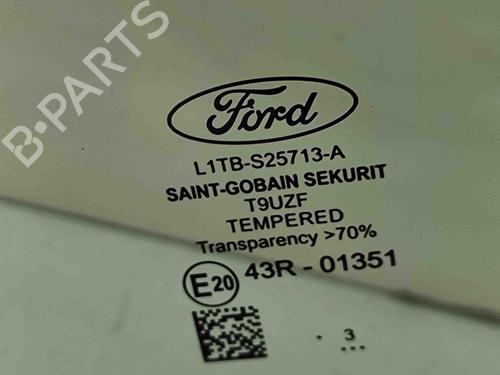 B-PARTS
Ford
L1TB-S25713-A
SAINT-GOBAIN SEKURIT
T9UZF
TEMPERED
Transparency >70%
E20 43R - 01351
. 3 ...